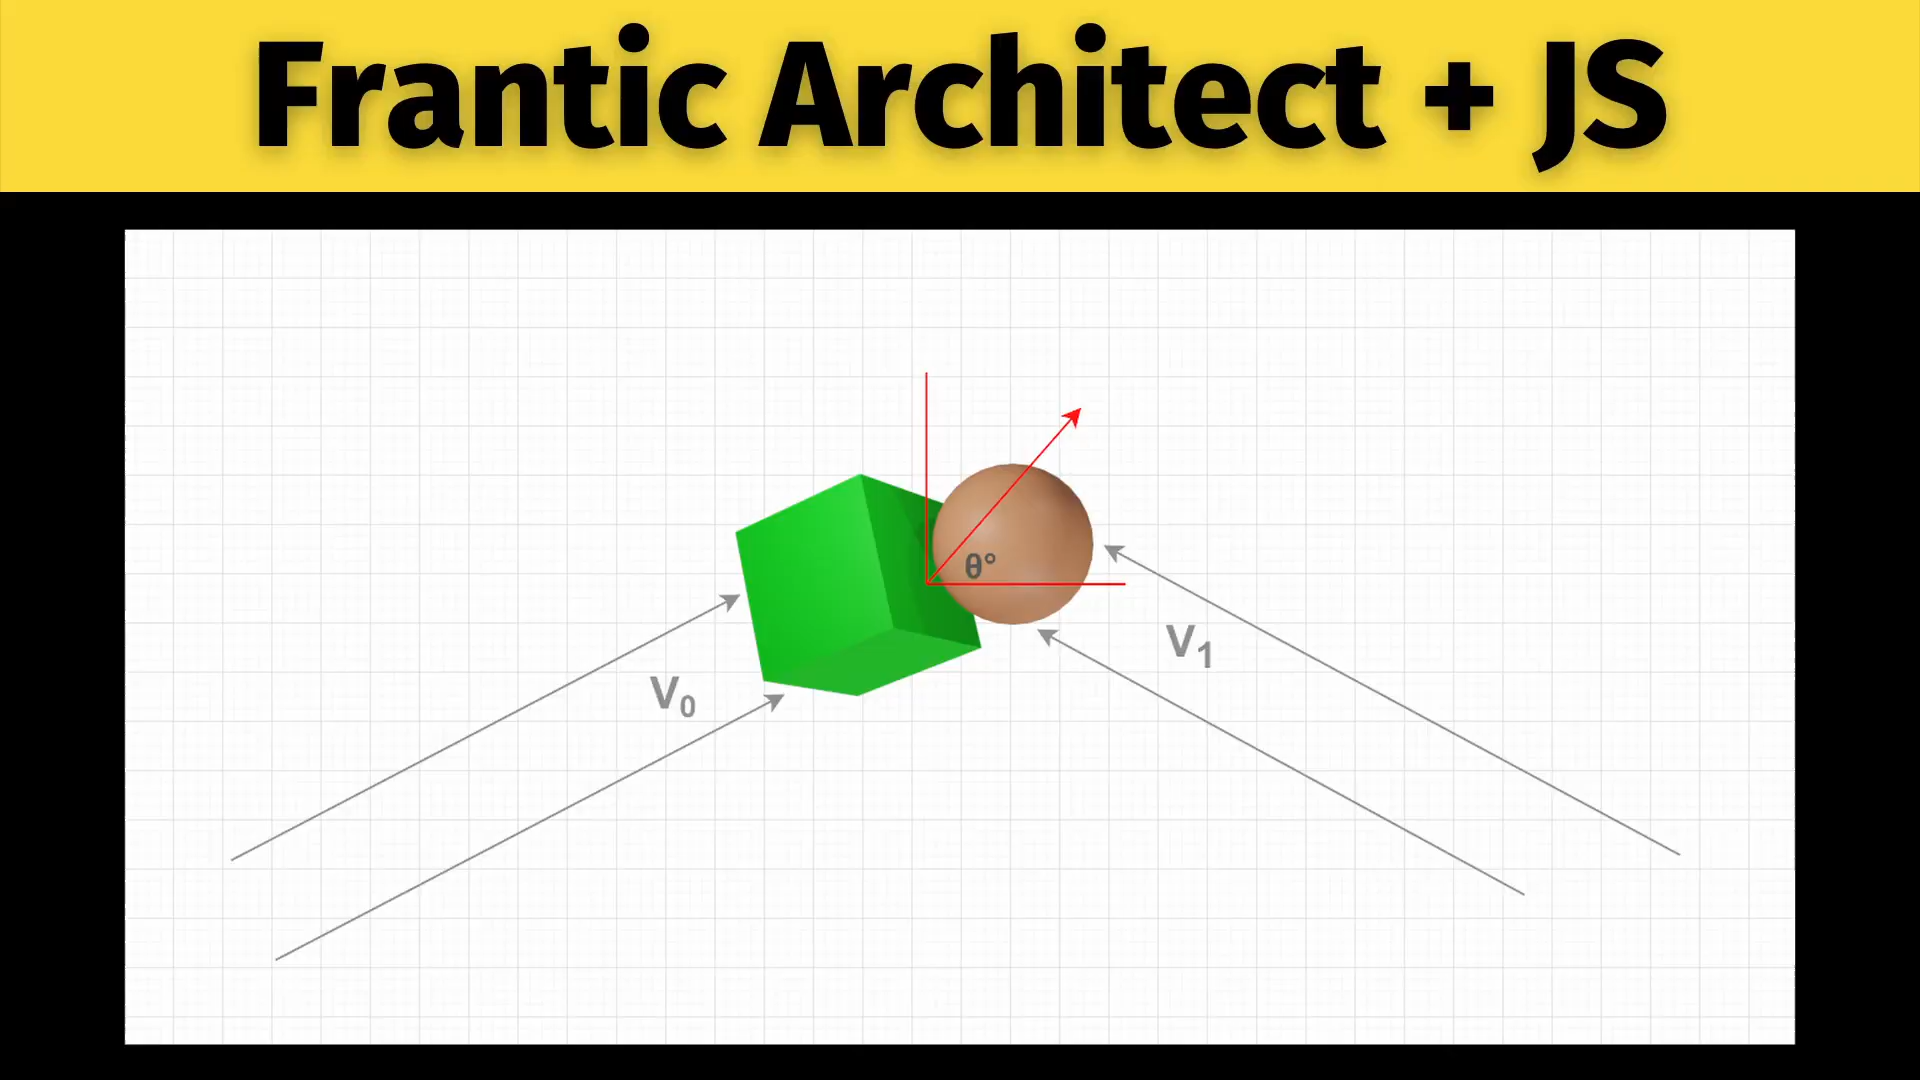 Frantic Architect + JS
θ°
V₁
V₀